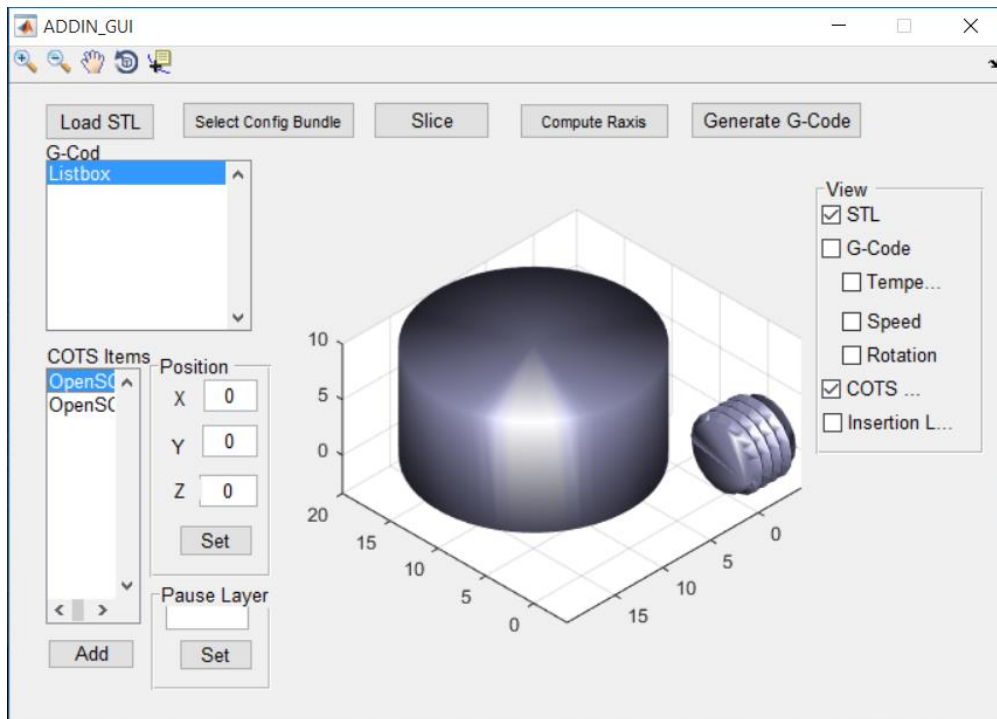 ADDIN_GUI
Load STL
Select Config Bundle
Slice
Compute Raxis
Generate G-Code
G-Cod
Listbox
View
STL
G-Code
Tempe...
Speed
Rotation
COTS ...
Insertion L...
COTS Items
OpenSC
OpenSC
Position
X 0
Y 0
Z 0
Set
Pause Layer
Set
Add
10
5
0
20
15
10
5
0
15
10
5
0